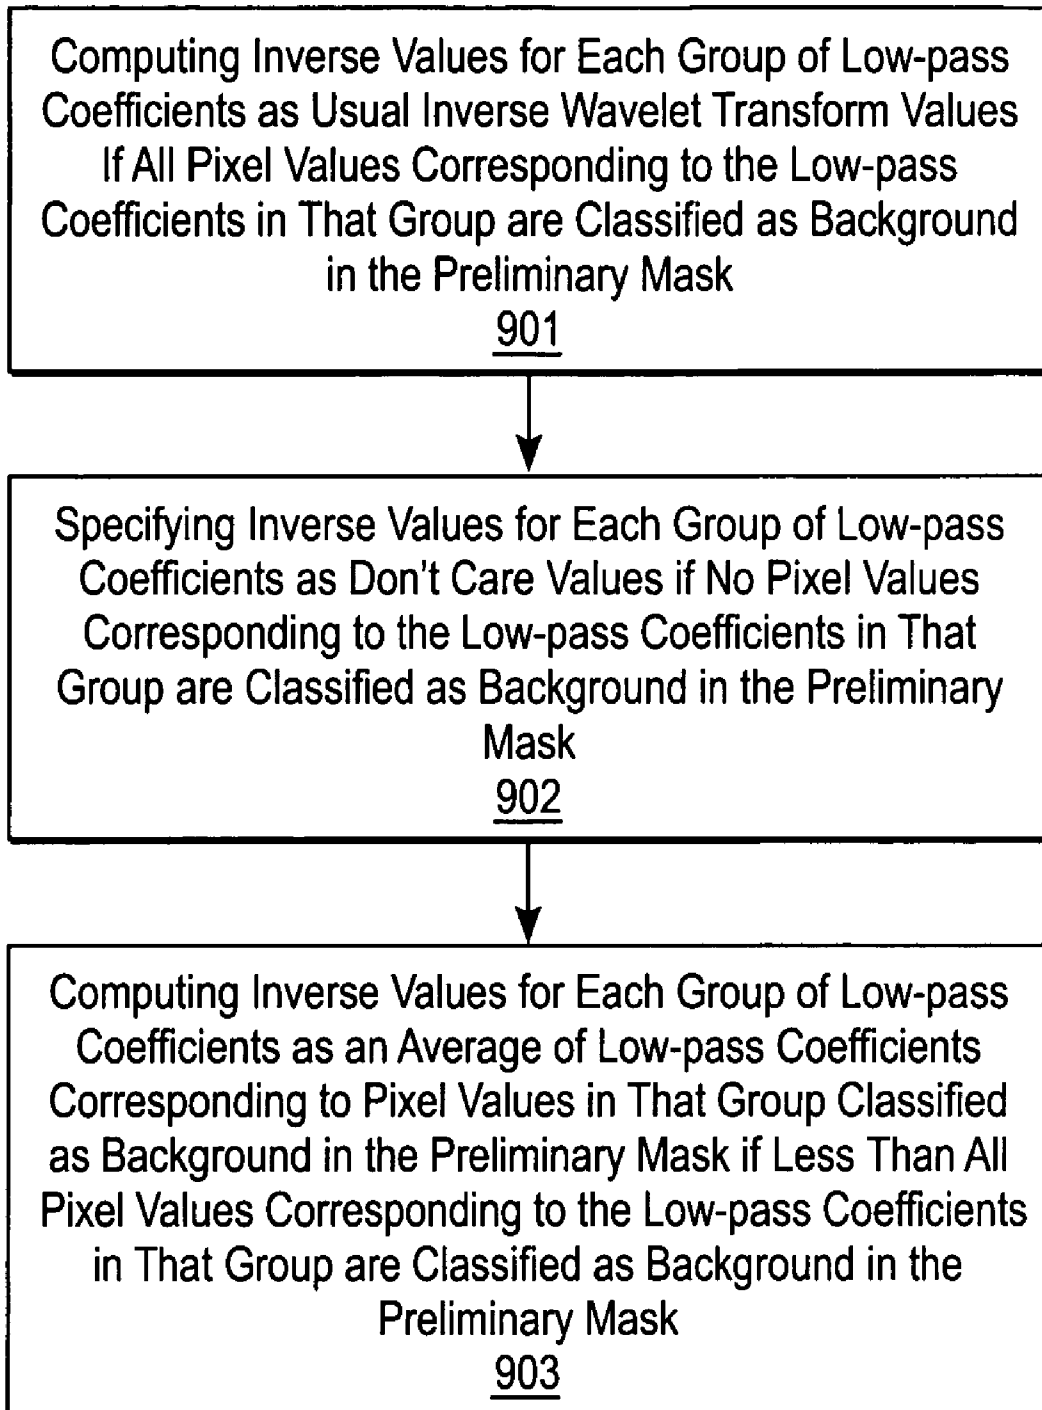 Computing Inverse Values for Each Group of Low-pass
Coefficients as Usual Inverse Wavelet Transform Values
If All Pixel Values Corresponding to the Low-pass
Coefficients in That Group are Classified as Background
in the Preliminary Mask
901
Specifying Inverse Values for Each Group of Low-pass
Coefficients as Don't Care Values if No Pixel Values
Corresponding to the Low-pass Coefficients in That
Group are Classified as Background in the Preliminary
Mask
902
Computing Inverse Values for Each Group of Low-pass
Coefficients as an Average of Low-pass Coefficients
Corresponding to Pixel Values in That Group Classified
as Background in the Preliminary Mask if Less Than All
Pixel Values Corresponding to the Low-pass Coefficients
in That Group are Classified as Background in the
Preliminary Mask
903